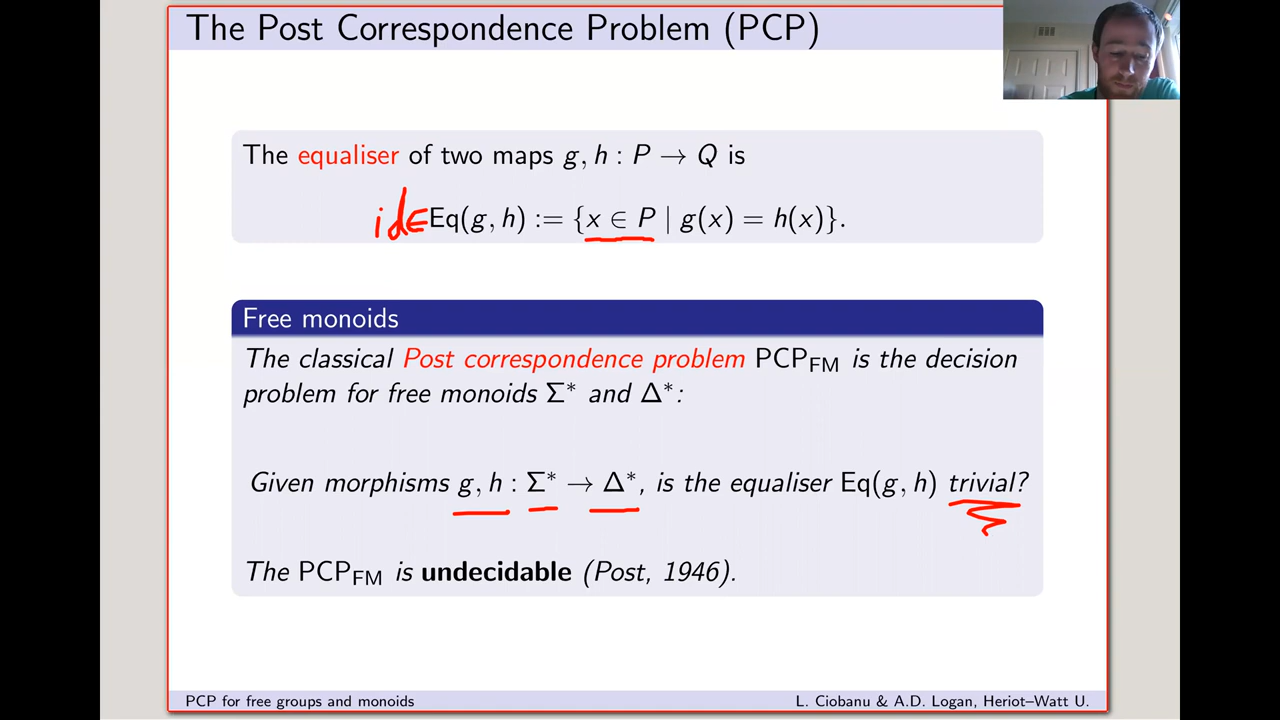 The Post Correspondence Problem (PCP)
The equaliser of two maps g, h : P → Q is
id∈ Eq(g, h) := {x ∈ P | g(x) = h(x)}.
Free monoids
The classical Post correspondence problem PCP_FM is the decision
problem for free monoids Σ* and Δ*:
Given morphisms g, h : Σ* → Δ*, is the equaliser Eq(g, h) trivial?
The PCP_FM is undecidable (Post, 1946).
PCP for free groups and monoids
L. Ciobanu & A.D. Logan, Heriot–Watt U.